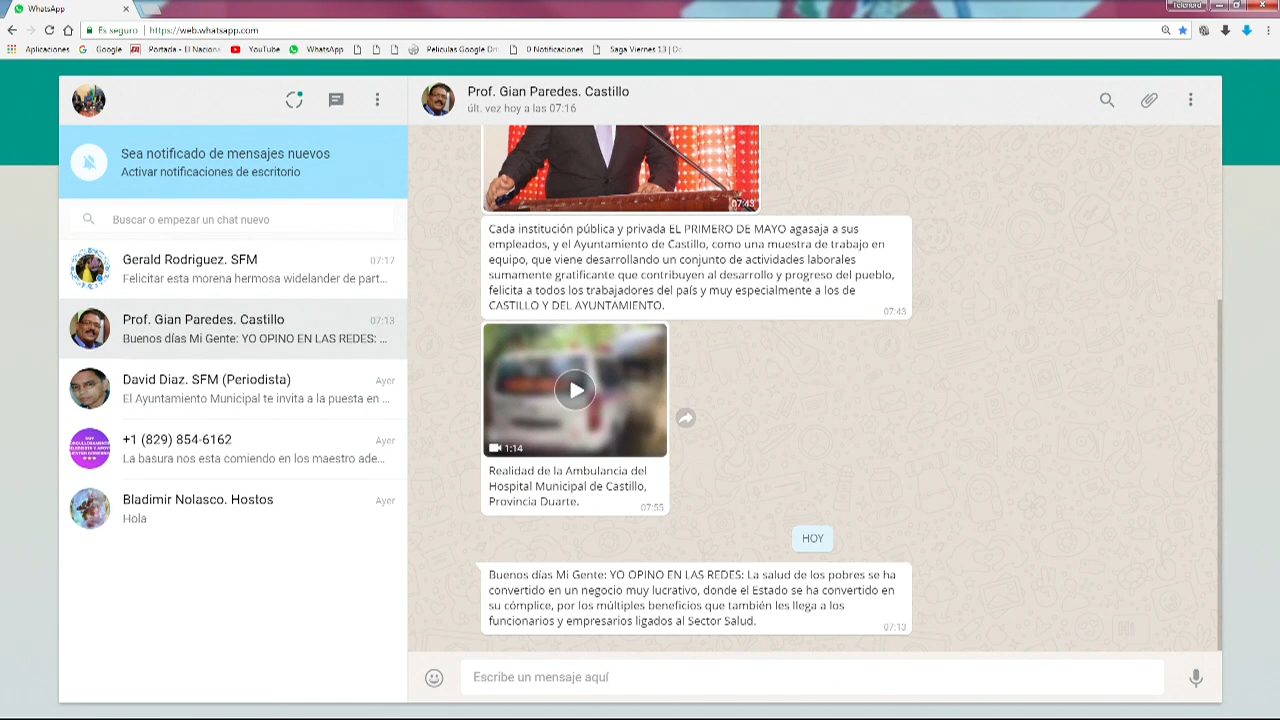 WhatsApp
Telenord
Es seguro
https://web.whatsapp.com
Aplicaciones
Google
Portada - El Naciona
YouTube
WhatsApp
Peliculas Google Dri
0 Notificaciones
Saga Viernes 13 | Do
Sea notificado de mensajes nuevos
Activar notificaciones de escritorio
Buscar o empezar un chat nuevo
Gerald Rodriguez. SFM
07:17
Felicitar esta morena hermosa widelander de part...
Prof. Gian Paredes. Castillo
07:13
Buenos días Mi Gente: YO OPINO EN LAS REDES: ...
David Diaz. SFM (Periodista)
Ayer
El Ayuntamiento Municipal te invita a la puesta en ...
+1 (829) 854-6162
Ayer
La basura nos esta comiendo en los maestro ade...
Bladimir Nolasco. Hostos
Ayer
Hola
Prof. Gian Paredes. Castillo
últ. vez hoy a las 07:16
07:43
Cada institución pública y privada EL PRIMERO DE MAYO agasaja a sus
empleados, y el Ayuntamiento de Castillo, como una muestra de trabajo en
equipo, que viene desarrollando un conjunto de actividades laborales
sumamente gratificante que contribuyen al desarrollo y progreso del pueblo,
felicita a todos los trabajadores del país y muy especialmente a los de
CASTILLO Y DEL AYUNTAMIENTO.
07:43
1:14
Realidad de la Ambulancia del
Hospital Municipal de Castillo,
Provincia Duarte.
07:55
HOY
Buenos días Mi Gente: YO OPINO EN LAS REDES: La salud de los pobres se ha
convertido en un negocio muy lucrativo, donde el Estado se ha convertido en
su cómplice, por los múltiples beneficios que también les llega a los
funcionarios y empresarios ligados al Sector Salud.
07:13
Escribe un mensaje aquí